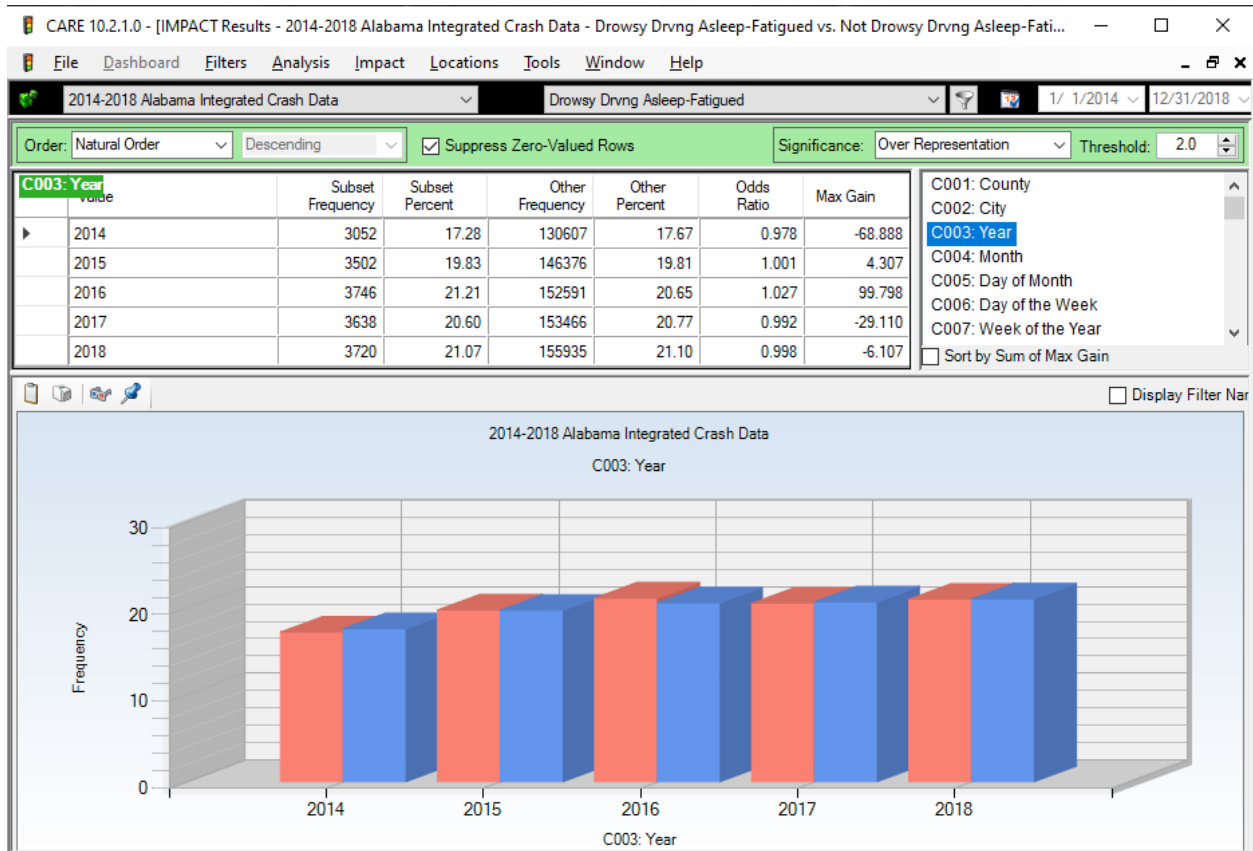 CARE 10.2.1.0 - [IMPACT Results - 2014-2018 Alabama Integrated Crash Data - Drowsy Drvng Asleep-Fatigued vs. Not Drowsy Drvng Asleep-Fati...
File Dashboard Filters Analysis Impact Locations Tools Window Help
2014-2018 Alabama Integrated Crash Data Drowsy Drvng Asleep-Fatigued 1/ 1/2014 12/31/2018
Order: Natural Order Descending Suppress Zero-Valued Rows Significance: Over Representation Threshold: 2.0
C003: Year
Value Subset Frequency Subset Percent Other Frequency Other Percent Odds Ratio Max Gain
2014 3052 17.28 130607 17.67 0.978 -68.888
2015 3502 19.83 146376 19.81 1.001 4.307
2016 3746 21.21 152591 20.65 1.027 99.798
2017 3638 20.60 153466 20.77 0.992 -29.110
2018 3720 21.07 155935 21.10 0.998 -6.107
C001: County
C002: City
C003: Year
C004: Month
C005: Day of Month
C006: Day of the Week
C007: Week of the Year
Sort by Sum of Max Gain
Display Filter Nar
2014-2018 Alabama Integrated Crash Data
C003: Year
Frequency
30
20
10
0
2014 2015 2016 2017 2018
C003: Year